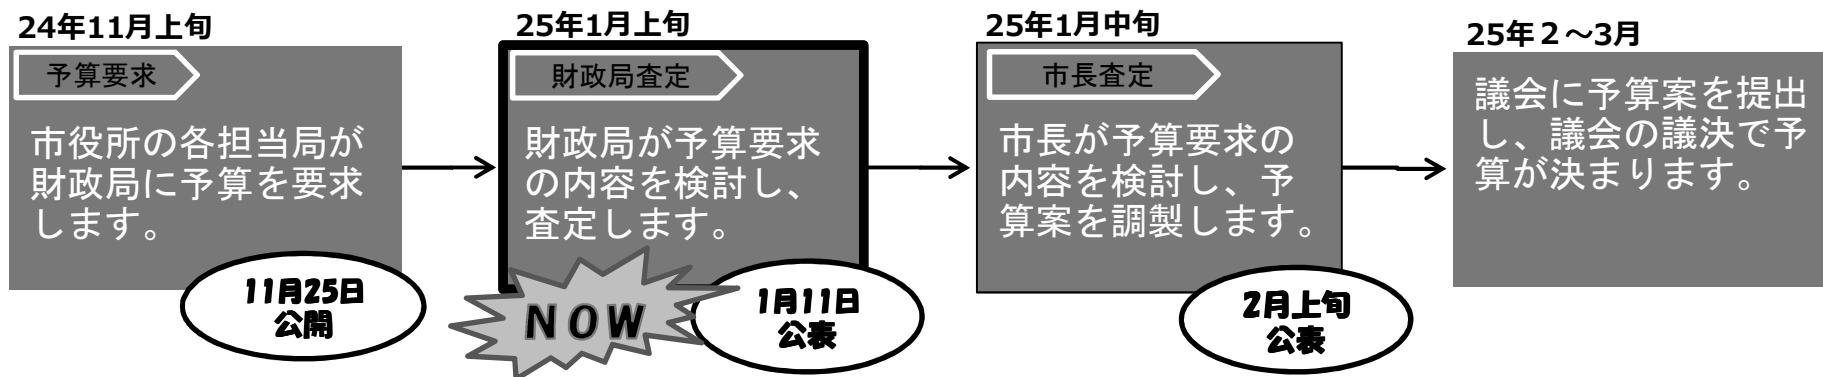 24年11月上旬
予算要求
市役所の各担当局が
財政局に予算を要求
します。
11月25日
公開
25年1月上旬
財政局査定
財政局が予算要求
の内容を検討し、
査定します。
NOW
1月11日
公表
25年1月中旬
市長査定
市長が予算要求の
内容を検討し、予
算案を調製します。
2月上旬
公表
25年2～3月
議会に予算案を提出
し、議会の議決で予
算が決まります。